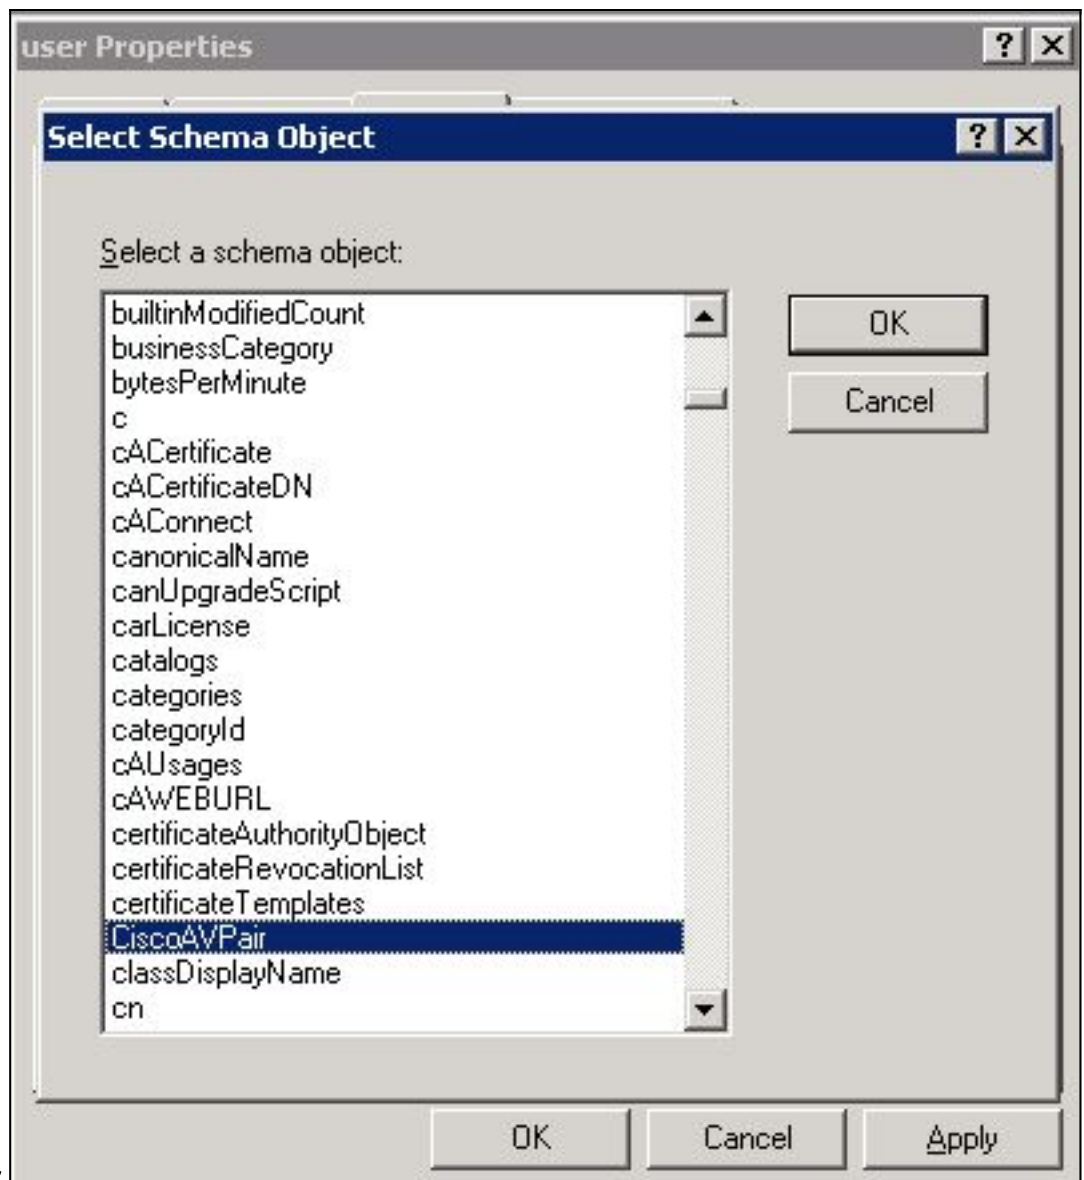 user Properties
Select Schema Object
Select a schema object:
builtinModifiedCount
businessCategory
bytesPerMinute
c
cACertificate
cACertificateDN
cAConnect
canonicalName
canUpgradeScript
carLicense
catalogs
categories
categoryId
cAUsages
cAWEBURL
certificateAuthorityObject
certificateRevocationList
certificateTemplates
CiscoAVPair
classDisplayName
cn
OK
Cancel
OK Cancel Apply